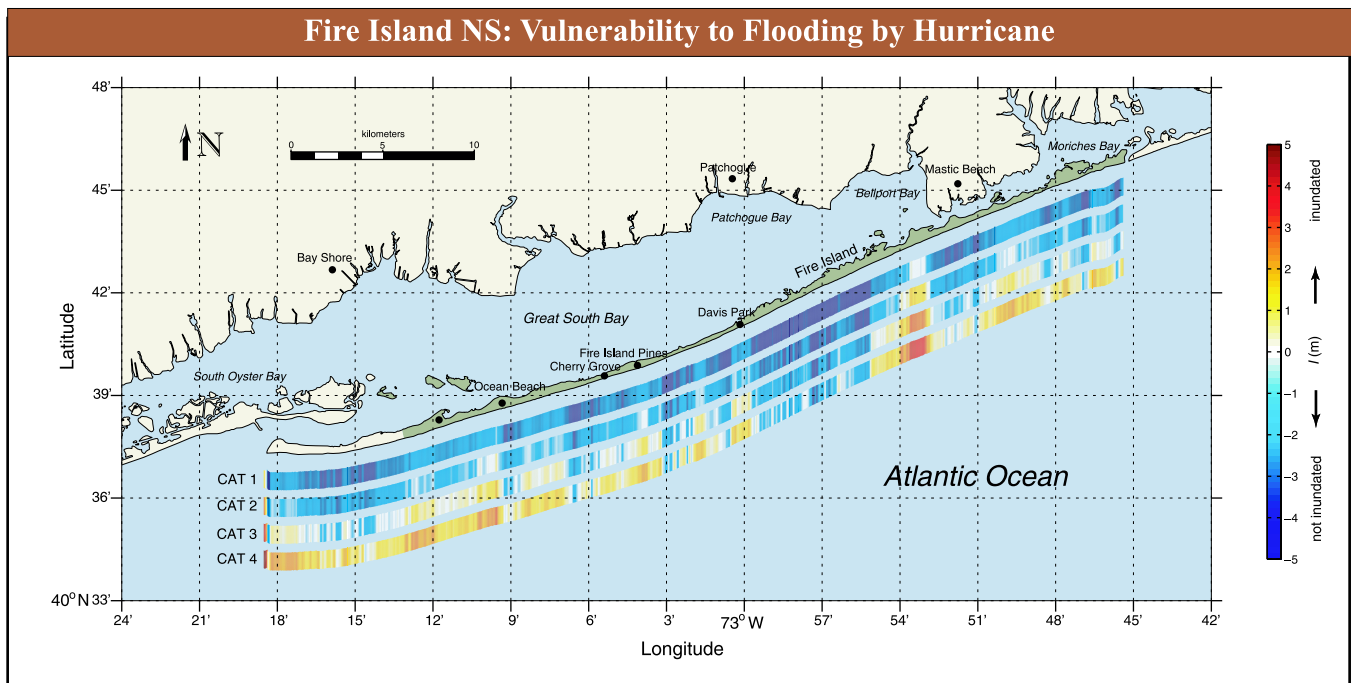 Fire Island NS: Vulnerability to Flooding by Hurricane
48'
45'
42'
39'
36'
40° N 33'
Latitude
N
kilometers
0 5 10
Moriches Bay
Patchogue
Mastic Beach
Bellport Bay
Patchogue Bay
Bay Shore
Fire Island
Great South Bay
Davis Park
Fire Island Pines
Cherry Grove
South Oyster Bay
Ocean Beach
Atlantic Ocean
CAT 1
CAT 2
CAT 3
CAT 4
24' 21' 18' 15' 12' 9' 6' 3' 73° W 57' 54' 51' 48' 45' 42'
Longitude
5
4
3
2
1
0
−1
−2
−3
−4
−5
inundated
I (m)
not inundated